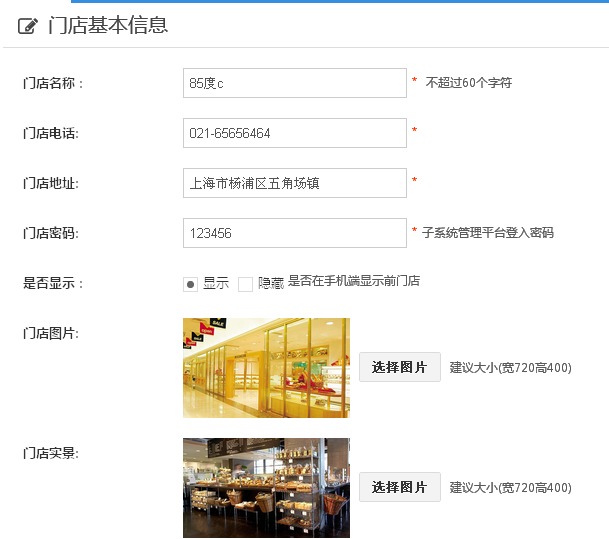 门店基本信息
门店名称：
85度c
* 不超过60个字符
门店电话:
021-65656464
*
门店地址:
上海市杨浦区五角场镇
*
门店密码:
123456
* 子系统管理平台登入密码
是否显示：
显示 隐藏 是否在手机端显示前门店
门店图片:
SALE
选择图片 建议大小(宽720高400)
门店实景:
选择图片 建议大小(宽720高400)